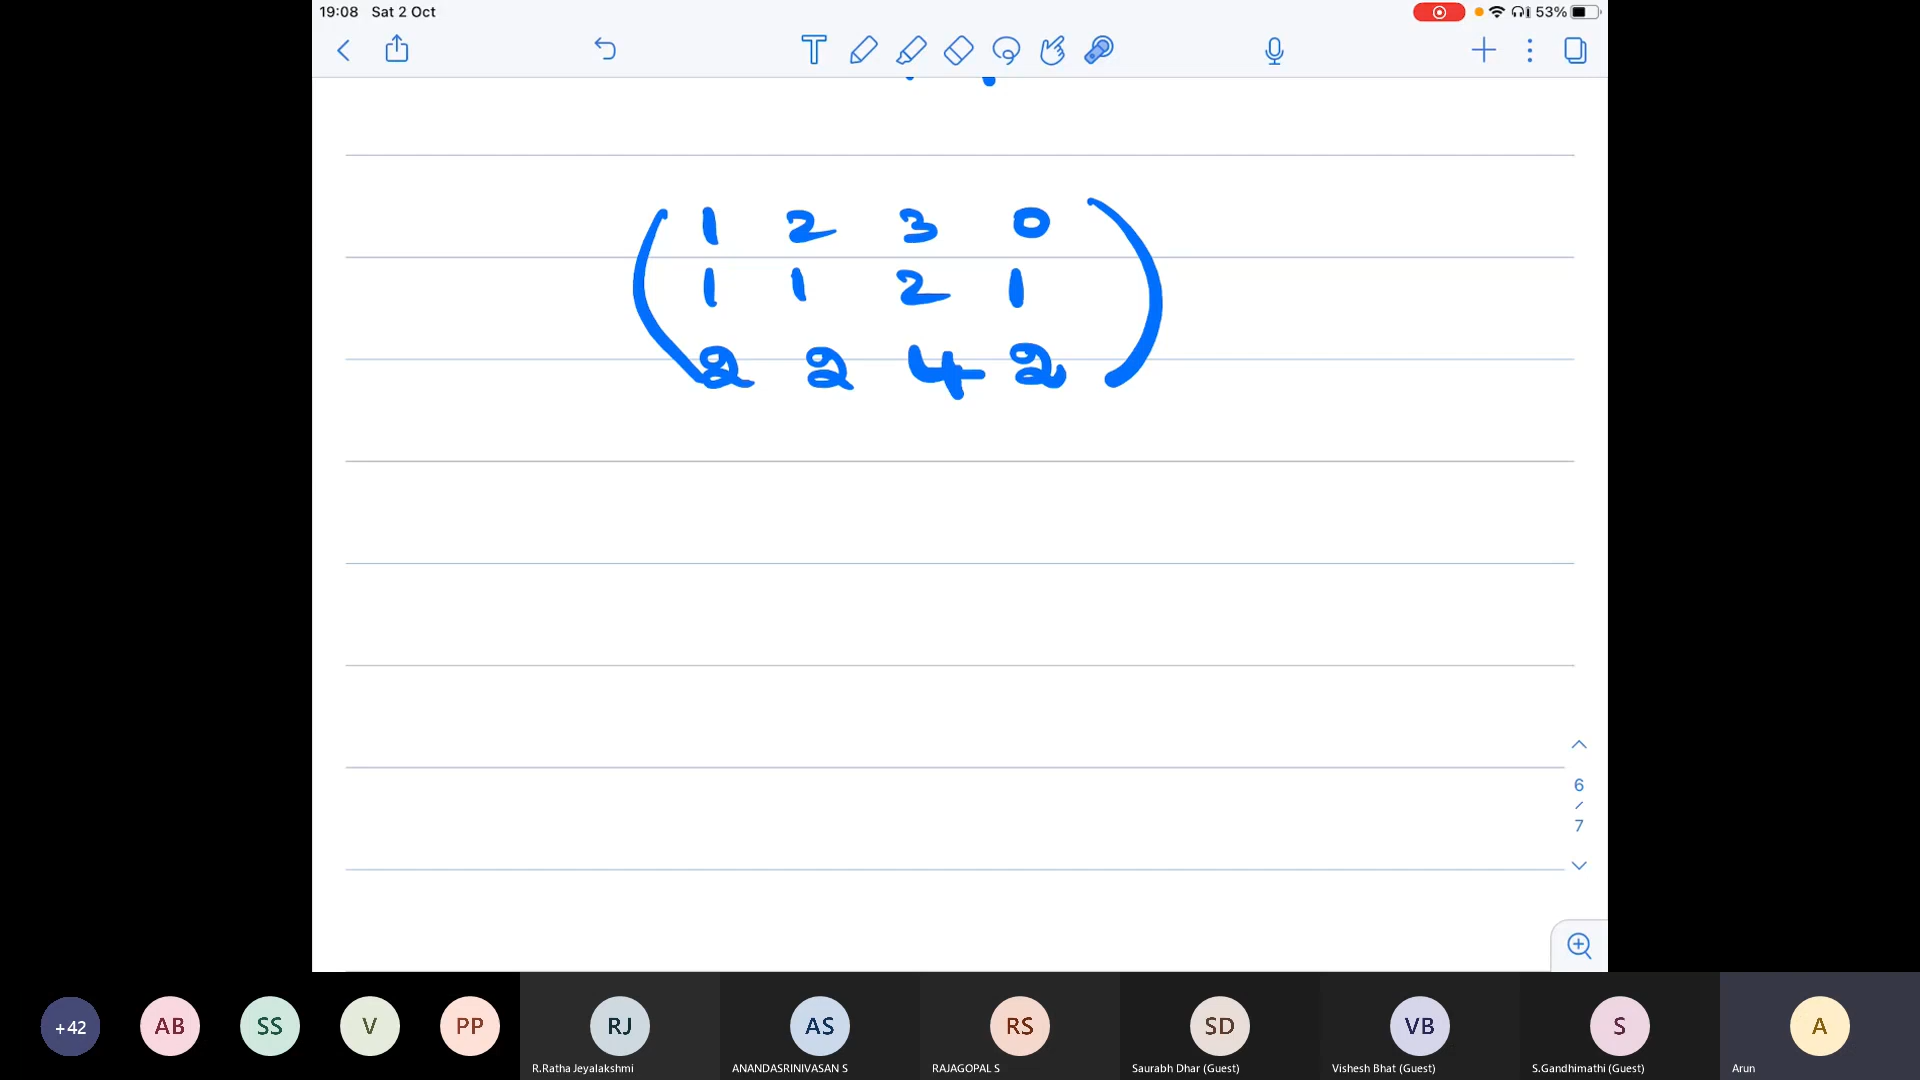 19:08 Sat 2 Oct 53%
1 2 3 0
1 1 2 1
2 2 4 2
6
/
7
+42 AB SS V PP RJ AS RS SD VB S A
R.Ratha Jeyalakshmi ANANDASRINIVASAN S RAJAGOPAL S Saurabh Dhar (Guest) Vishesh Bhat (Guest) S.Gandhimathi (Guest) Arun